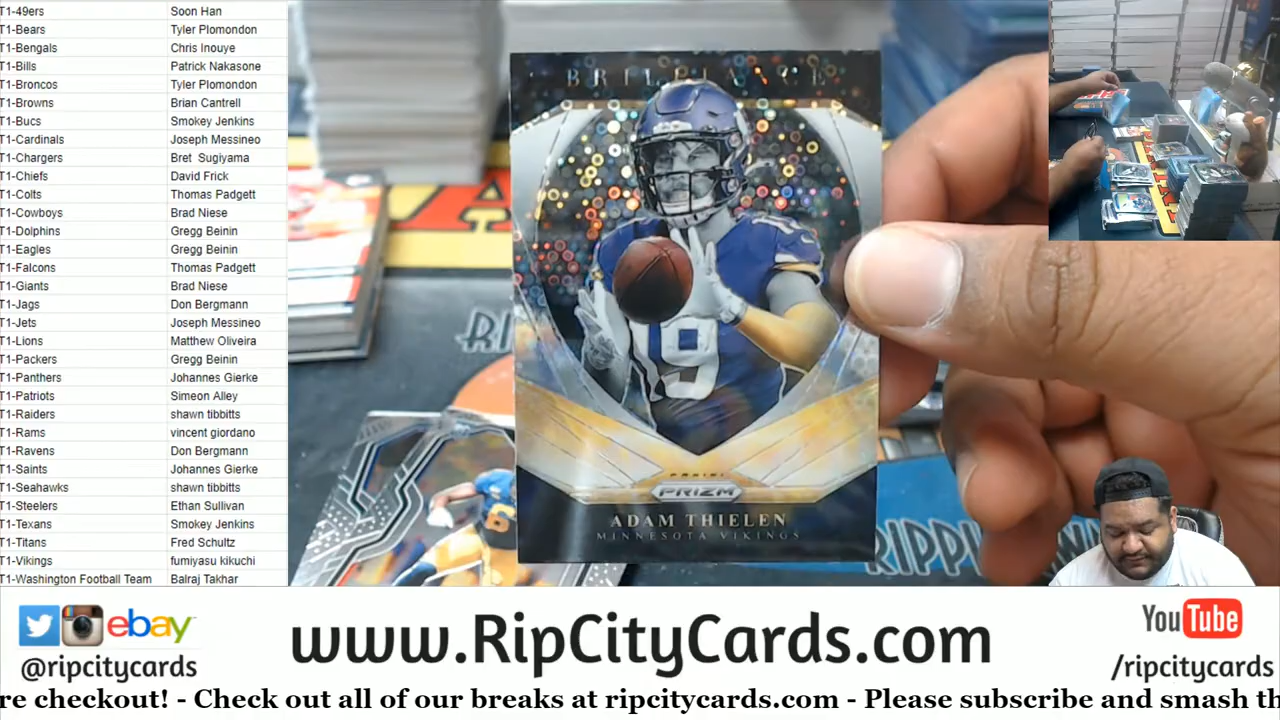 T1-49ers Soon Han
T1-Bears Tyler Plomondon
T1-Bengals Chris Inouye
T1-Bills Patrick Nakasone
T1-Broncos Tyler Plomondon
T1-Browns Brian Cantrell
T1-Bucs Smokey Jenkins
T1-Cardinals Joseph Messineo
T1-Chargers Bret Sugiyama
T1-Chiefs David Frick
T1-Colts Thomas Padgett
T1-Cowboys Brad Niese
T1-Dolphins Gregg Beinin
T1-Eagles Gregg Beinin
T1-Falcons Thomas Padgett
T1-Giants Brad Niese
T1-Jags Don Bergmann
T1-Jets Joseph Messineo
T1-Lions Matthew Oliveira
T1-Packers Gregg Beinin
T1-Panthers Johannes Gierke
T1-Patriots Simeon Alley
T1-Raiders shawn tibbitts
T1-Rams vincent giordano
T1-Ravens Don Bergmann
T1-Saints Johannes Gierke
T1-Seahawks shawn tibbitts
T1-Steelers Ethan Sullivan
T1-Texans Smokey Jenkins
T1-Titans Fred Schultz
T1-Vikings fumiyasu kikuchi
T1-Washington Football Team Balraj Takhar
BRILLIANCE
19
19
PANINI
PRIZM
ADAM THIELEN
MINNESOTA VIKINGS
ebay
@ripcitycards
www.RipCityCards.com
YouTube
/ripcitycards
re checkout! - Check out all of our breaks at ripcitycards.com - Please subscribe and smash th